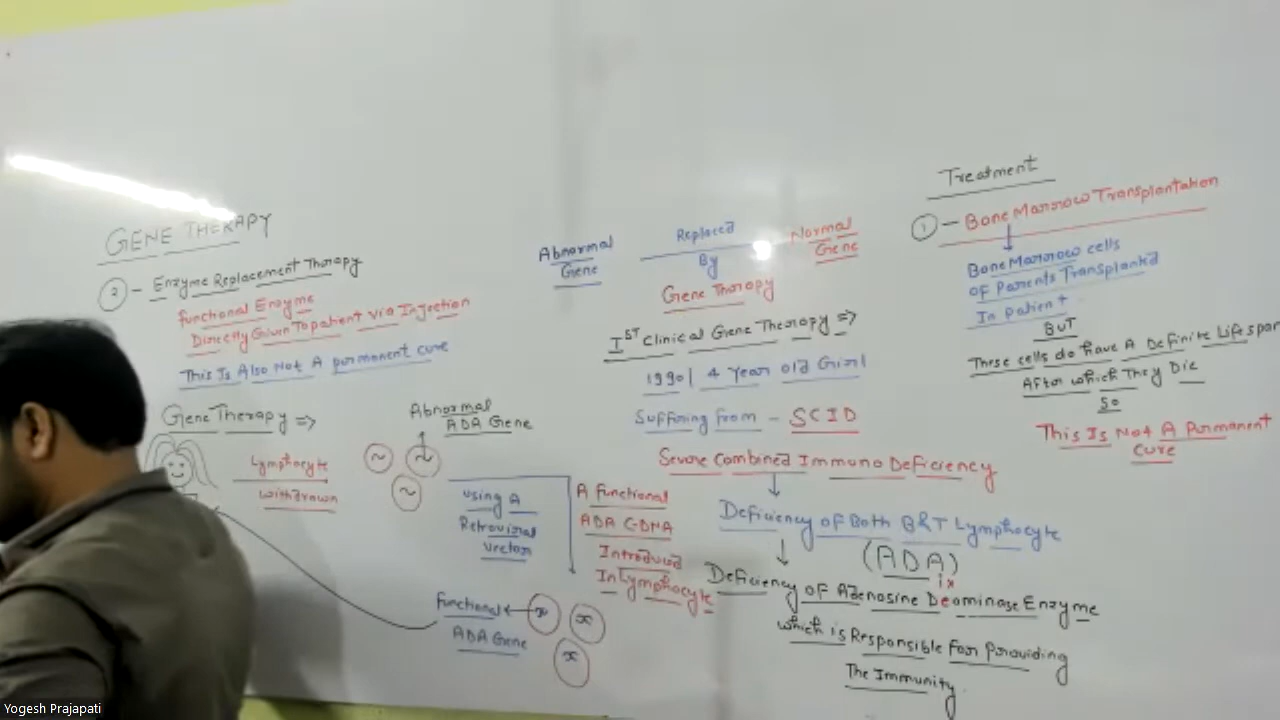 GENE THERAPY
2 - Enzyme Replacement Therapy
functional Enzyme
Directly Given To patient via Injection
This Is Also Not A permanent cure
Gene Therapy =>
Lymphocyte
withdrawn
Abnormal
ADA Gene
using A
Retroviral
Vector
A functional
ADA C-DNA
Introduced
In Lymphocyte
Functional
ADA Gene
Abnormal
Gene
Replaced
By
Normal
Gene
Gene Therapy
1ST Clinical Gene Therapy =>
1990 | 4 year old Girl
Suffering from - SCID
Severe Combined Immuno Deficiency
Deficiency of Both B & T Lymphocyte
(ADA)
Deficiency of Adenosine Deaminase Enzyme
which is Responsible For Providing
The Immunity
Treatment
1 - Bone Marrow Transplantation
Bone Marrow cells
of Parents Transplanted
In patient
BUT
These cells do have A Definite Life span
After which They Die
So
This Is Not A Permanent
Cure
Yogesh Prajapati